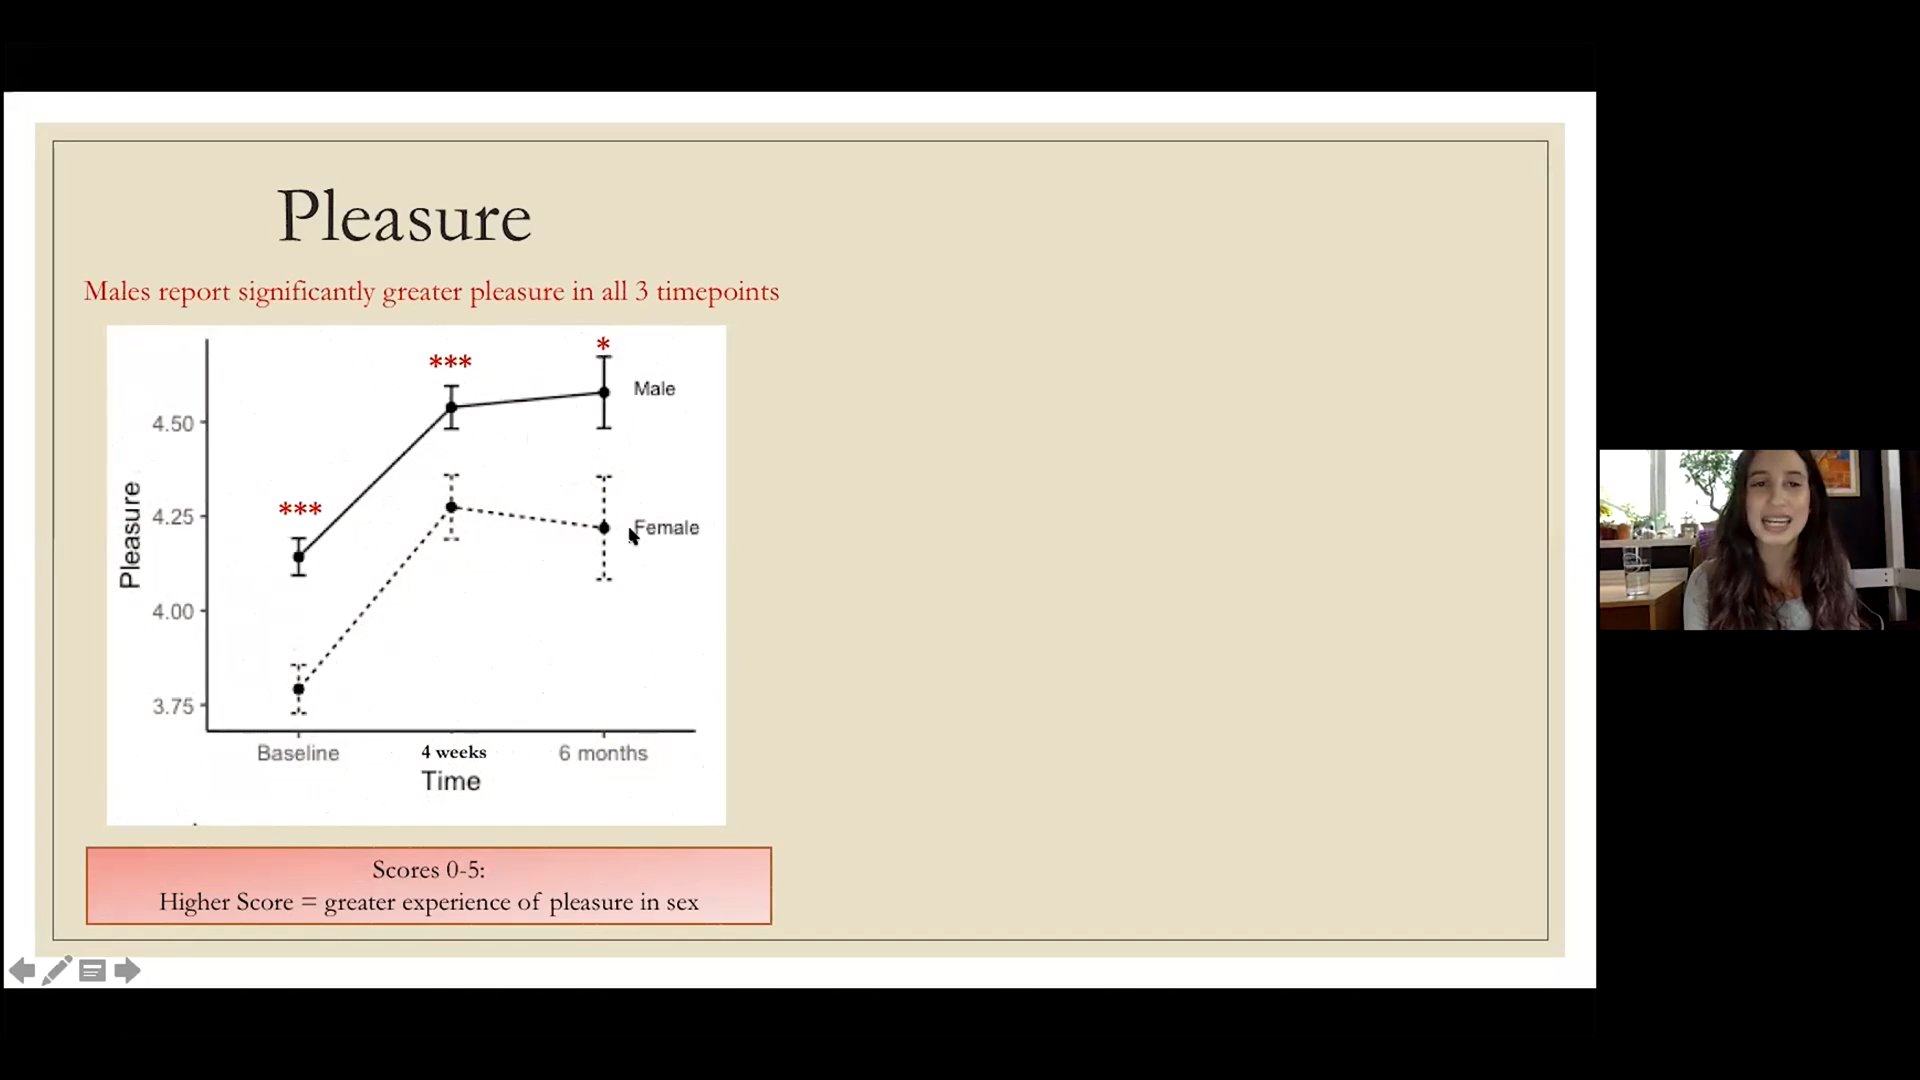 Pleasure
Males report significantly greater pleasure in all 3 timepoints
***
***
*
Male
Female
Pleasure
4.50
4.25
4.00
3.75
Baseline
4 weeks
6 months
Time
Scores 0-5:
Higher Score = greater experience of pleasure in sex